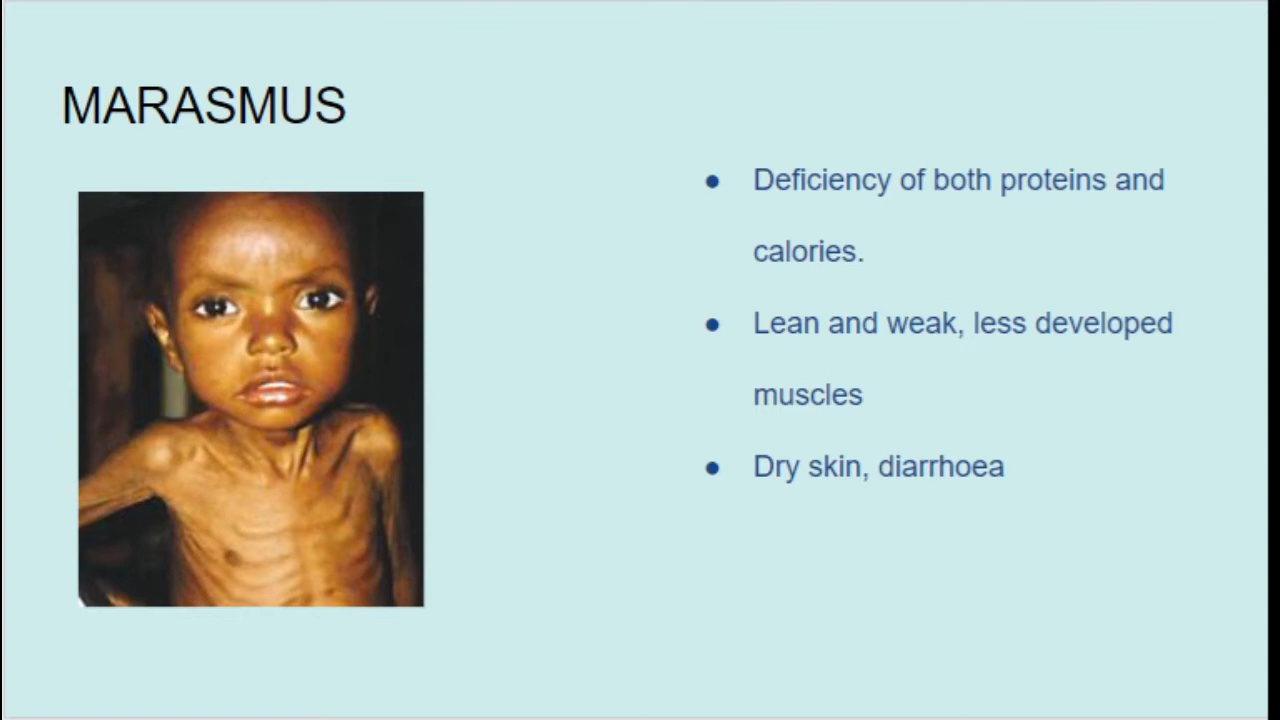 MARASMUS
● Deficiency of both proteins and
calories.
● Lean and weak, less developed
muscles
● Dry skin, diarrhoea